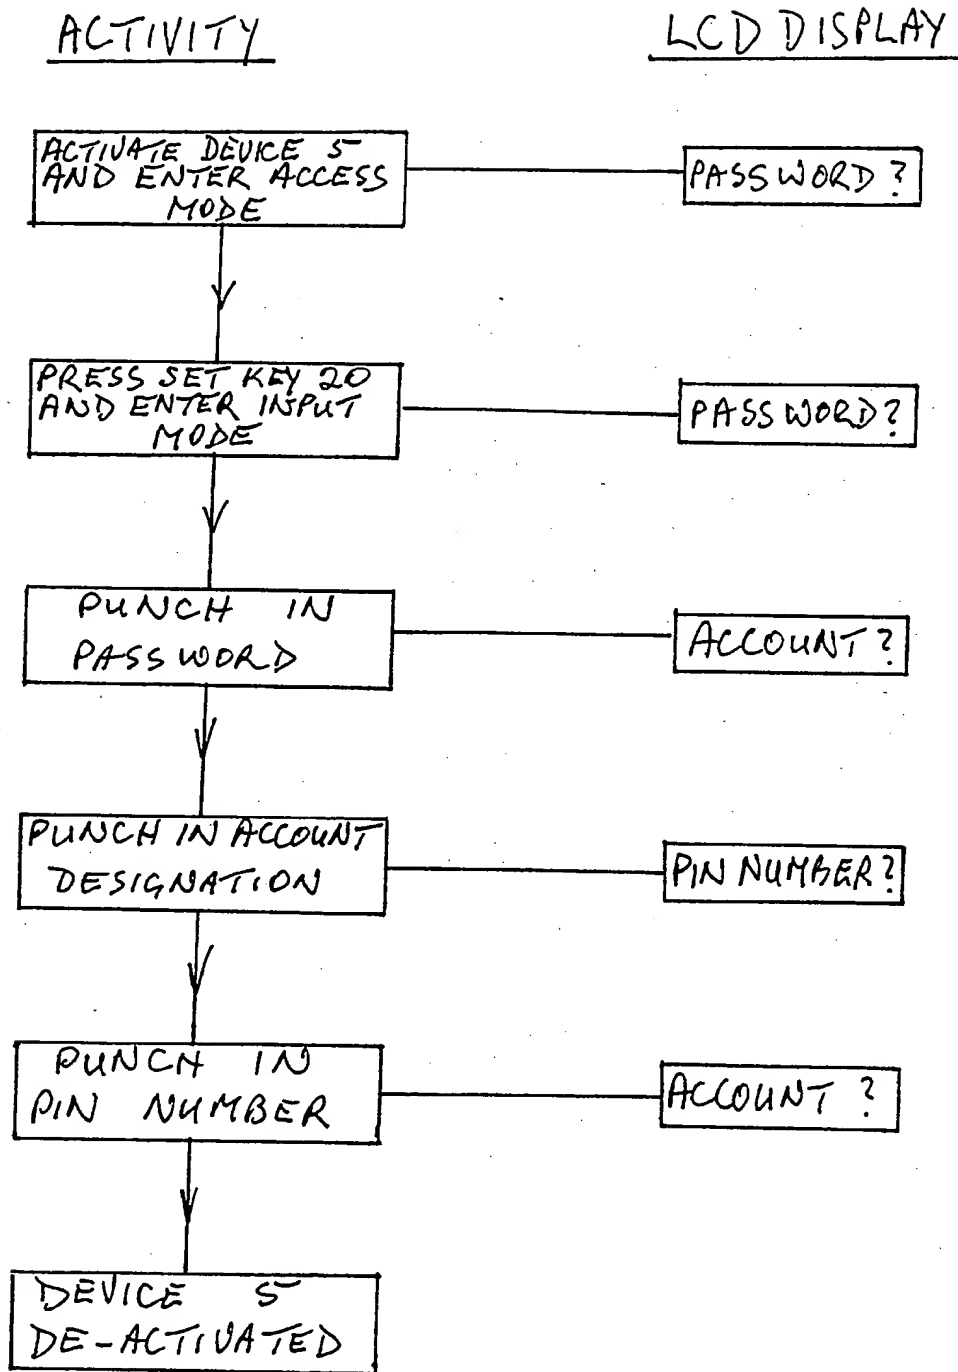 ACTIVITY
LCD DISPLAY
ACTIVATE DEVICE 5
AND ENTER ACCESS
MODE
PASSWORD?
PRESS SET KEY 20
AND ENTER INPUT
MODE
PASSWORD?
PUNCH IN
PASSWORD
ACCOUNT?
PUNCH IN ACCOUNT
DESIGNATION
PIN NUMBER?
PUNCH IN
PIN NUMBER
ACCOUNT?
DEVICE 5
DE-ACTIVATED